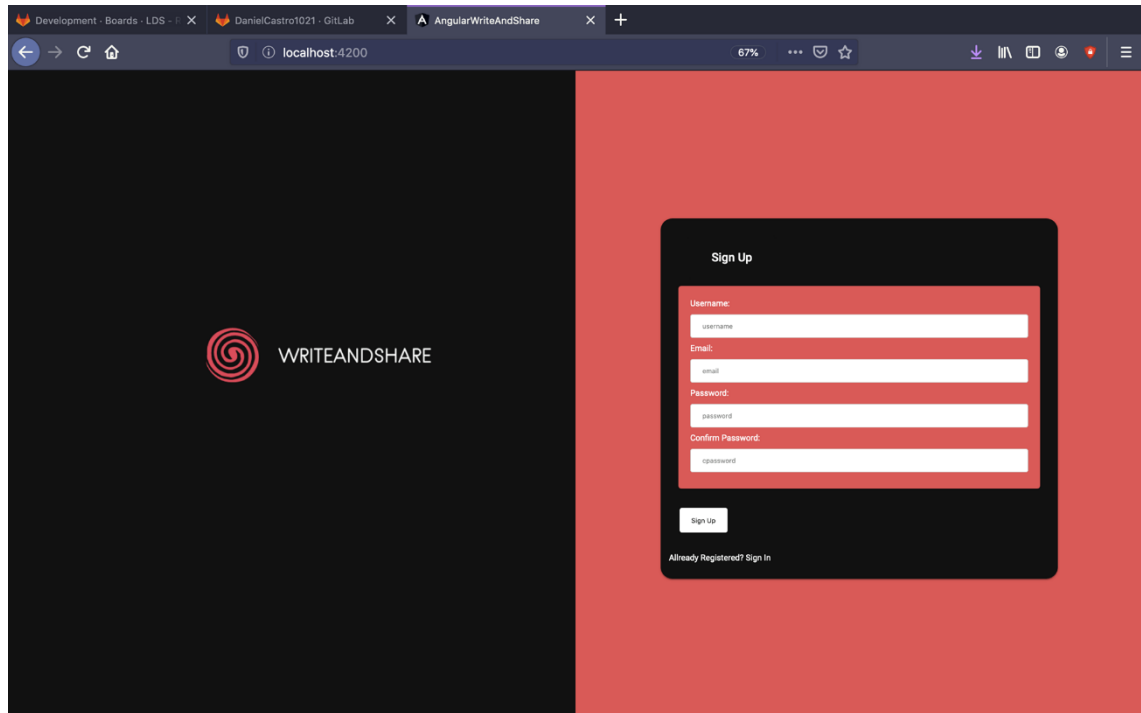 Development · Boards · LDS - R
DanielCastro1021 · GitLab
AngularWriteAndShare
localhost:4200
67%
WRITEANDSHARE
Sign Up
Username:
username
Email:
email
Password:
password
Confirm Password:
cpassword
Sign Up
Allready Registered? Sign In